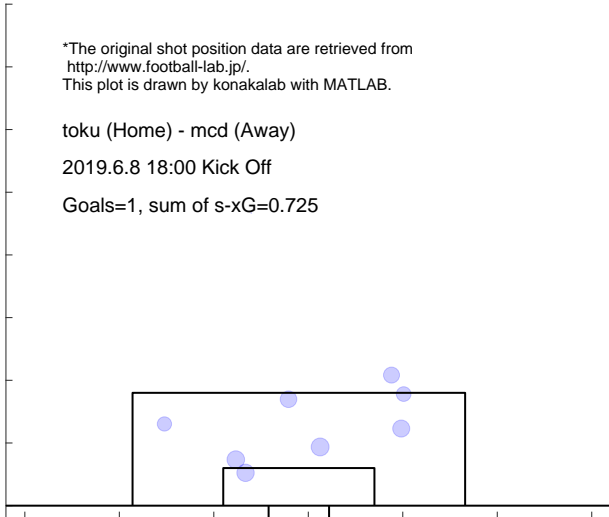 *The original shot position data are retrieved from
http://www.football-lab.jp/.
This plot is drawn by konakalab with MATLAB.
toku (Home) - mcd (Away)
2019.6.8 18:00 Kick Off
Goals=1, sum of s-xG=0.725